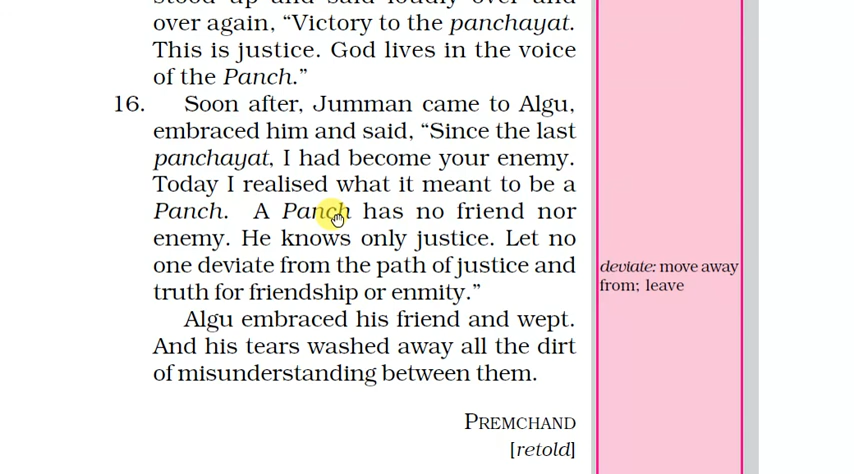 over again, “Victory to the panchayat.
This is justice. God lives in the voice
of the Panch.”
16. Soon after, Jumman came to Algu,
embraced him and said, “Since the last
panchayat, I had become your enemy.
Today I realised what it meant to be a
Panch. A Panch has no friend nor
enemy. He knows only justice. Let no
one deviate from the path of justice and
truth for friendship or enmity.”
deviate: move away
from; leave
Algu embraced his friend and wept.
And his tears washed away all the dirt
of misunderstanding between them.
PREMCHAND
[retold]